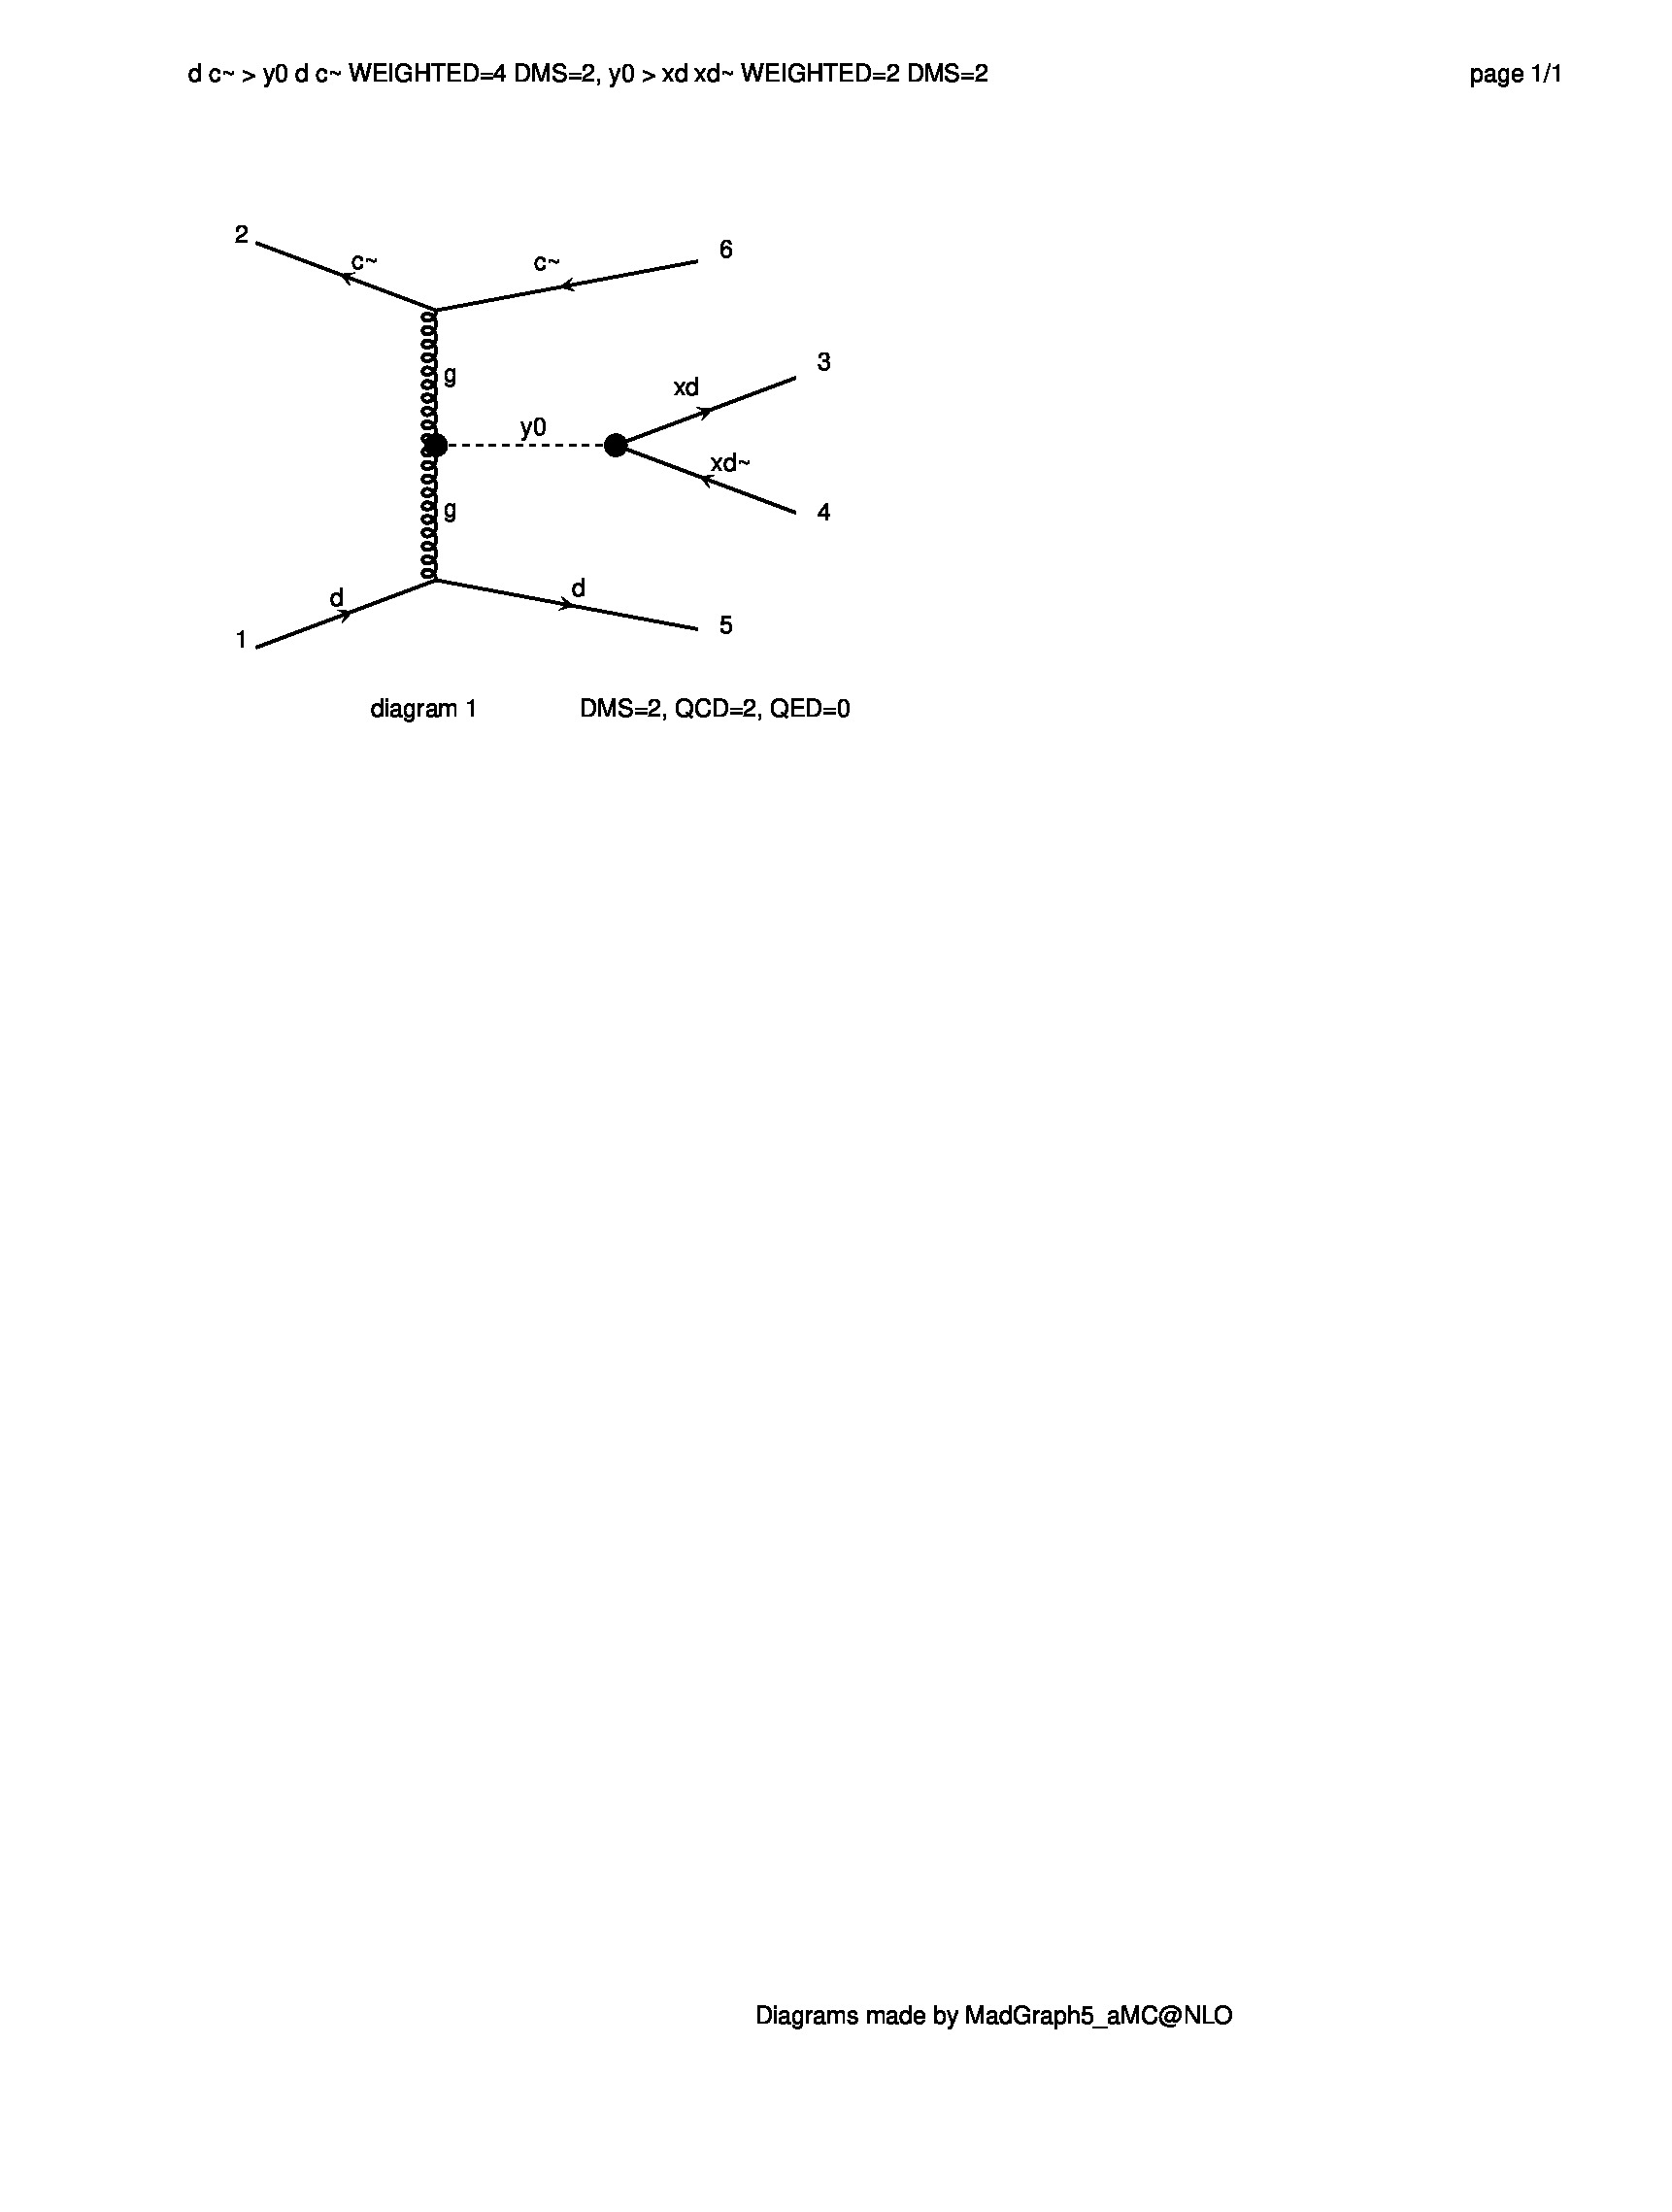 d c~ > y0 d c~ WEIGHTED=4 DMS=2, y0 > xd xd~ WEIGHTED=2 DMS=2
page 1/1
2
c~
c~
6
g
3
xd
y0
xd~
g
4
d
d
1
5
diagram 1
DMS=2, QCD=2, QED=0
Diagrams made by MadGraph5_aMC@NLO